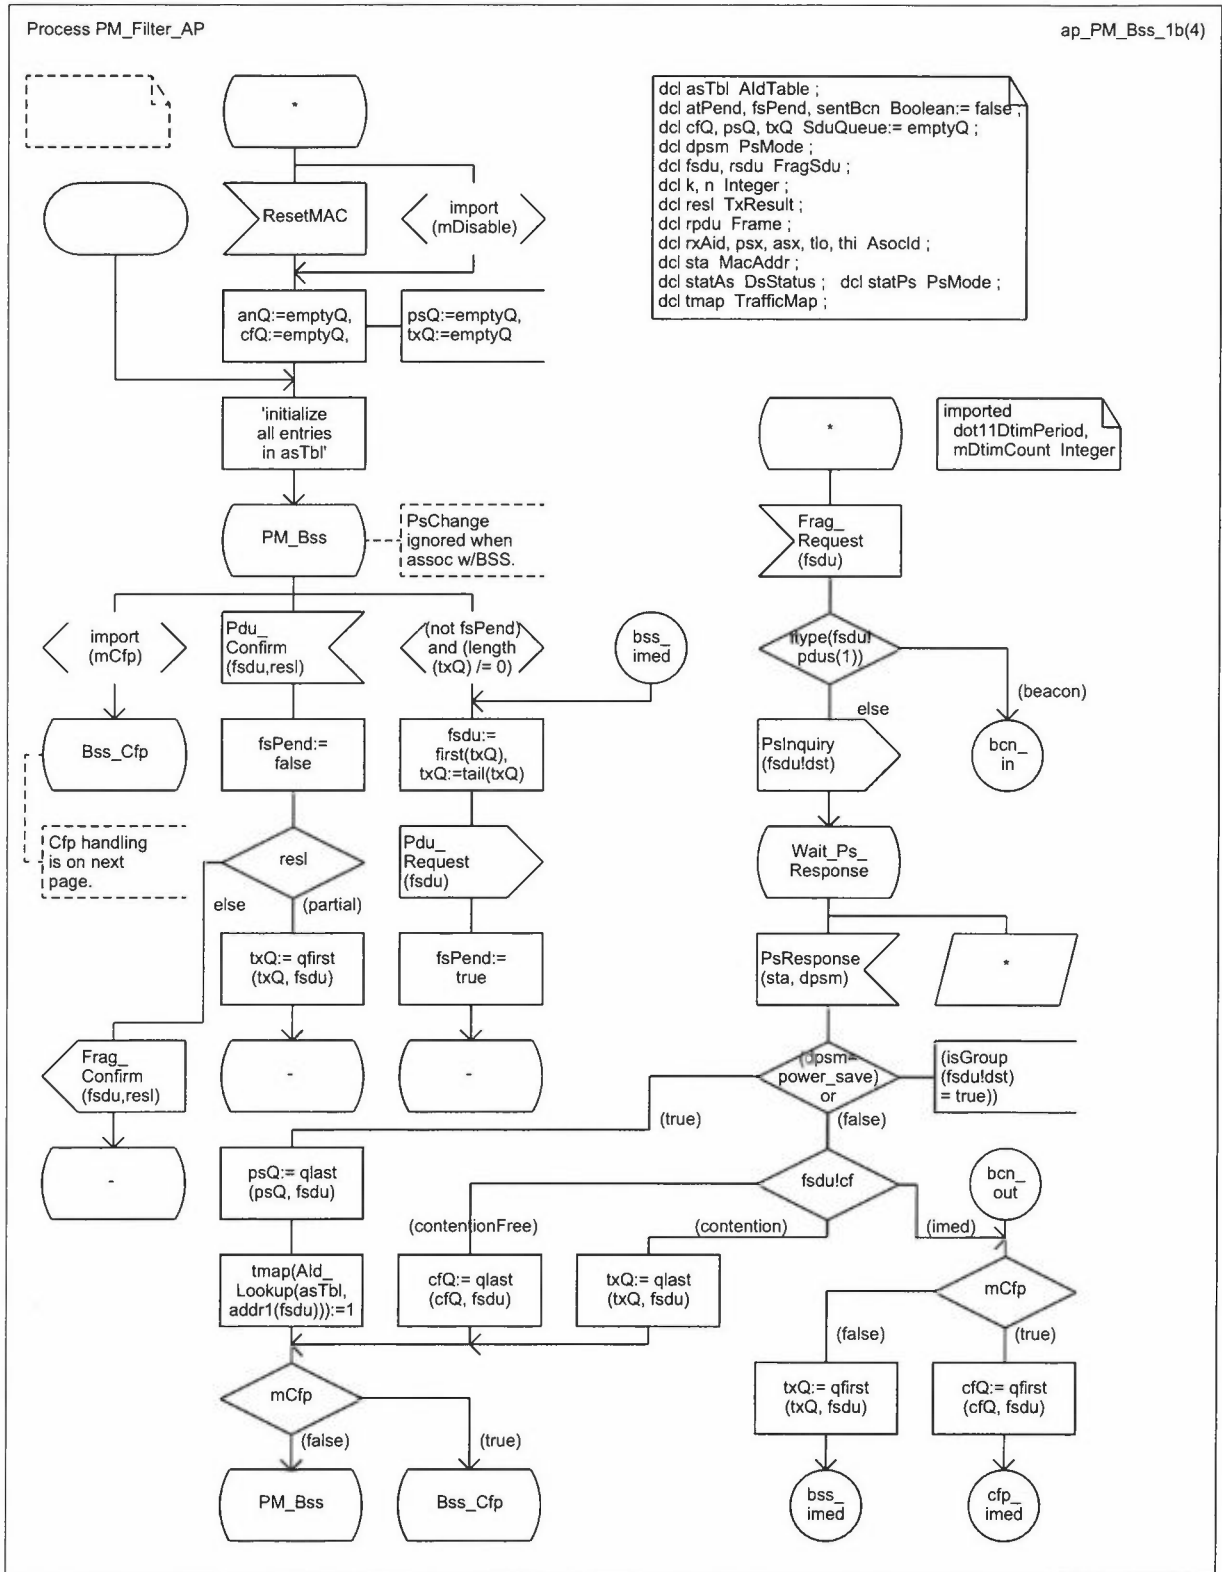 Process PM_Filter_AP
ap_PM_Bss_1b(4)
*
ResetMAC
import
(mDisable)
anQ:=emptyQ,
cfQ:=emptyQ,
psQ:=emptyQ,
txQ:=emptyQ
'initialize
all entries
in asTbl'
PM_Bss
PsChange
ignored when
assoc w/BSS.
dcl asTbl AIdTable ;
dcl atPend, fsPend, sentBcn Boolean:= false ;
dcl cfQ, psQ, txQ SduQueue:= emptyQ ;
dcl dpsm PsMode ;
dcl fsdu, rsdu FragSdu ;
dcl k, n Integer ;
dcl resl TxResult ;
dcl rpdu Frame ;
dcl rxAid, psx, asx, tlo, thi AsocId ;
dcl sta MacAddr ;
dcl statAs DsStatus ; dcl statPs PsMode ;
dcl tmap TrafficMap ;
import
(mCfp)
Bss_Cfp
Cfp handling
is on next
page.
Pdu_
Confirm
(fsdu,resl)
fsPend:=
false
resl
else
(partial)
txQ:= qfirst
(txQ, fsdu)
-
Frag_
Confirm
(fsdu,resl)
-
(not fsPend)
and (length
(txQ) /= 0)
bss_
imed
fsdu:=
first(txQ),
txQ:=tail(txQ)
Pdu_
Request
(fsdu)
fsPend:=
true
-
*
imported
dot11DtimPeriod,
mDtimCount Integer
Frag_
Request
(fsdu)
ftype(fsdu!
pdus(1))
(beacon)
else
bcn_
in
PsInquiry
(fsdu!dst)
Wait_Ps_
Response
PsResponse
(sta, dpsm)
*
(dpsm=
power_save)
or
(isGroup
(fsdu!dst)
= true))
(true)
(false)
psQ:= qlast
(psQ, fsdu)
fsdu!cf
bcn_
out
(contentionFree)
(contention)
(imed)
tmap(AId_
Lookup(asTbl,
addr1(fsdu))):=1
cfQ:= qlast
(cfQ, fsdu)
txQ:= qlast
(txQ, fsdu)
mCfp
(false)
(true)
mCfp
(false)
(true)
txQ:= qfirst
(txQ, fsdu)
cfQ:= qfirst
(cfQ, fsdu)
PM_Bss
Bss_Cfp
bss_
imed
cfp_
imed